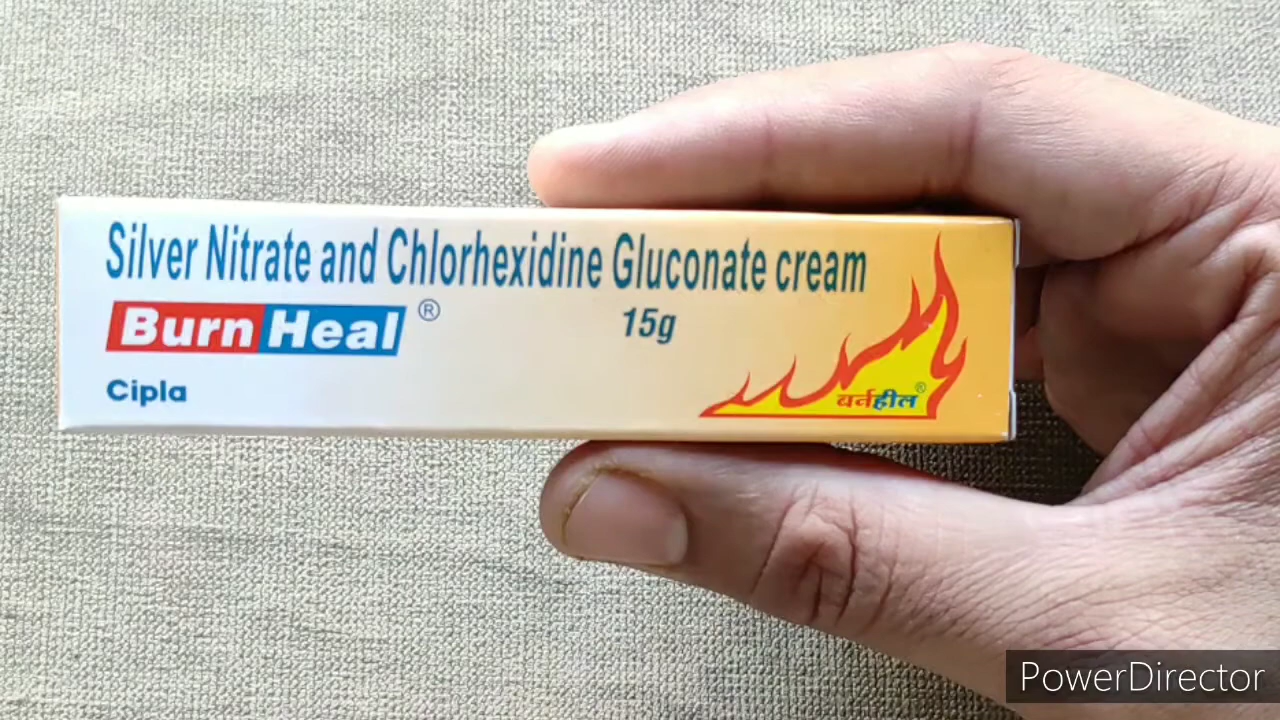 Silver Nitrate and Chlorhexidine Gluconate cream
Burn Heal ®
15g
Cipla
बर्नहील ®
PowerDirector